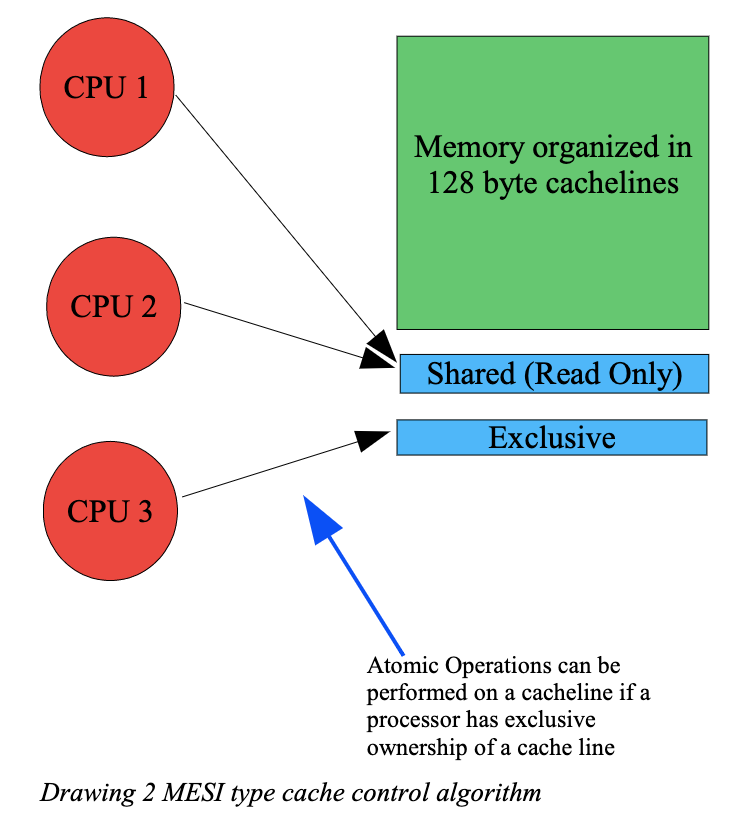 CPU 1
Memory organized in
128 byte cachelines
CPU 2
Shared (Read Only)
Exclusive
CPU 3
Atomic Operations can be
performed on a cacheline if a
processor has exclusive
ownership of a cache line
Drawing 2 MESI type cache control algorithm